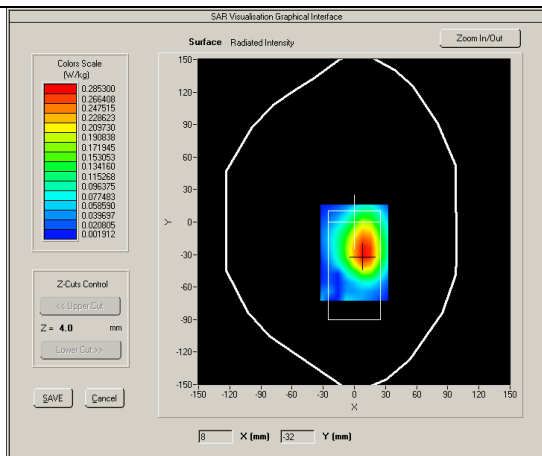 SAR Visualisation Graphical Interface
Surface Radiated Intensity
Zoom In/Out
Colors Scale
(W/kg)
0.285300
0.266408
0.247515
0.228623
0.209730
0.190838
0.171945
0.153053
0.134160
0.115268
0.096375
0.077483
0.058590
0.039697
0.020805
0.001912
Z-Cuts Control
<< Upper Cut
Z = 4.0 mm
Lower Cut >>
SAVE
Cancel
150
120
90
60
30
0
-30
-60
-90
-120
-150
Y
-150 -120 -90 -60 -30 0 30 60 90 120 150
X
8 X (mm) -32 Y (mm)